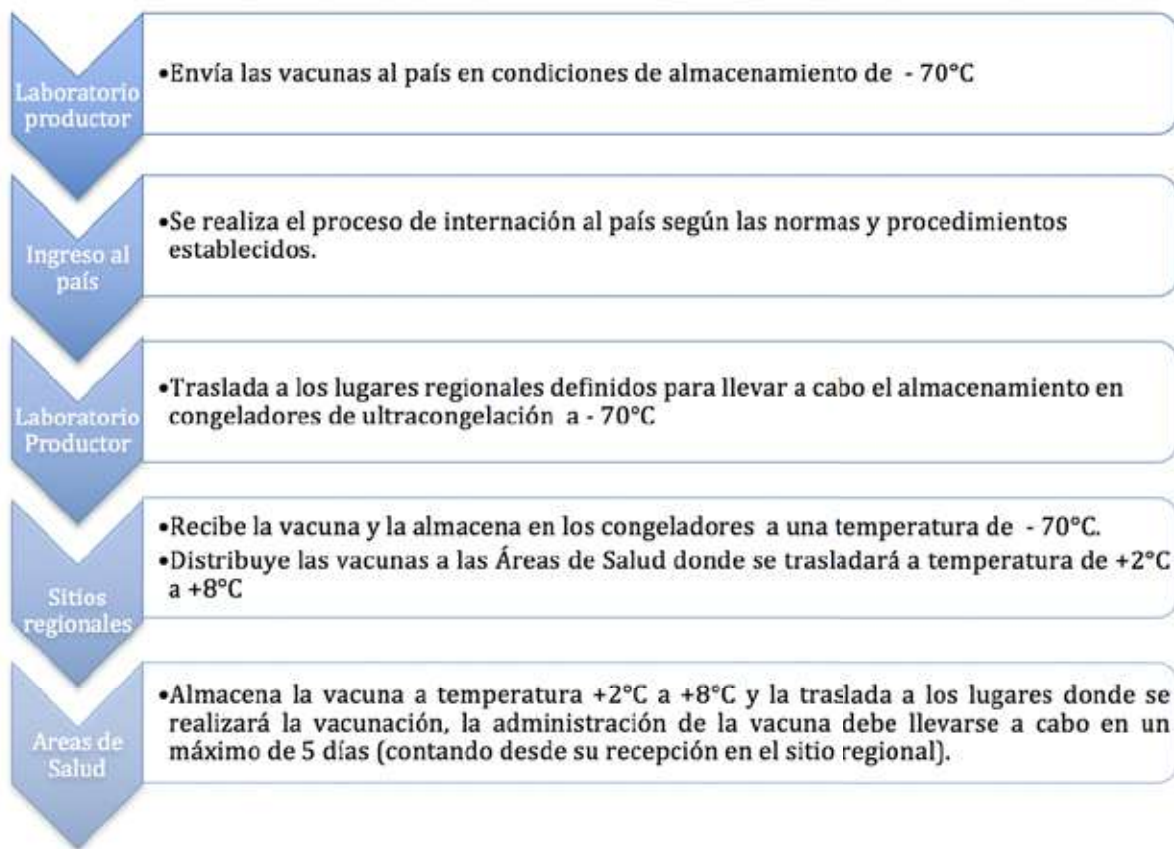 Laboratorio
productor
•Envía las vacunas al país en condiciones de almacenamiento de - 70°C
Ingreso al
país
•Se realiza el proceso de internación al país según las normas y procedimientos
establecidos.
Laboratorio
Productor
•Traslada a los lugares regionales definidos para llevar a cabo el almacenamiento en
congeladores de ultracongelación a - 70°C
Sitios
regionales
•Recibe la vacuna y la almacena en los congeladores a una temperatura de - 70°C.
•Distribuye las vacunas a las Áreas de Salud donde se trasladará a temperatura de +2°C
a +8°C
Areas de
Salud
•Almacena la vacuna a temperatura +2°C a +8°C y la traslada a los lugares donde se
realizará la vacunación, la administración de la vacuna debe llevarse a cabo en un
máximo de 5 días (contando desde su recepción en el sitio regional).